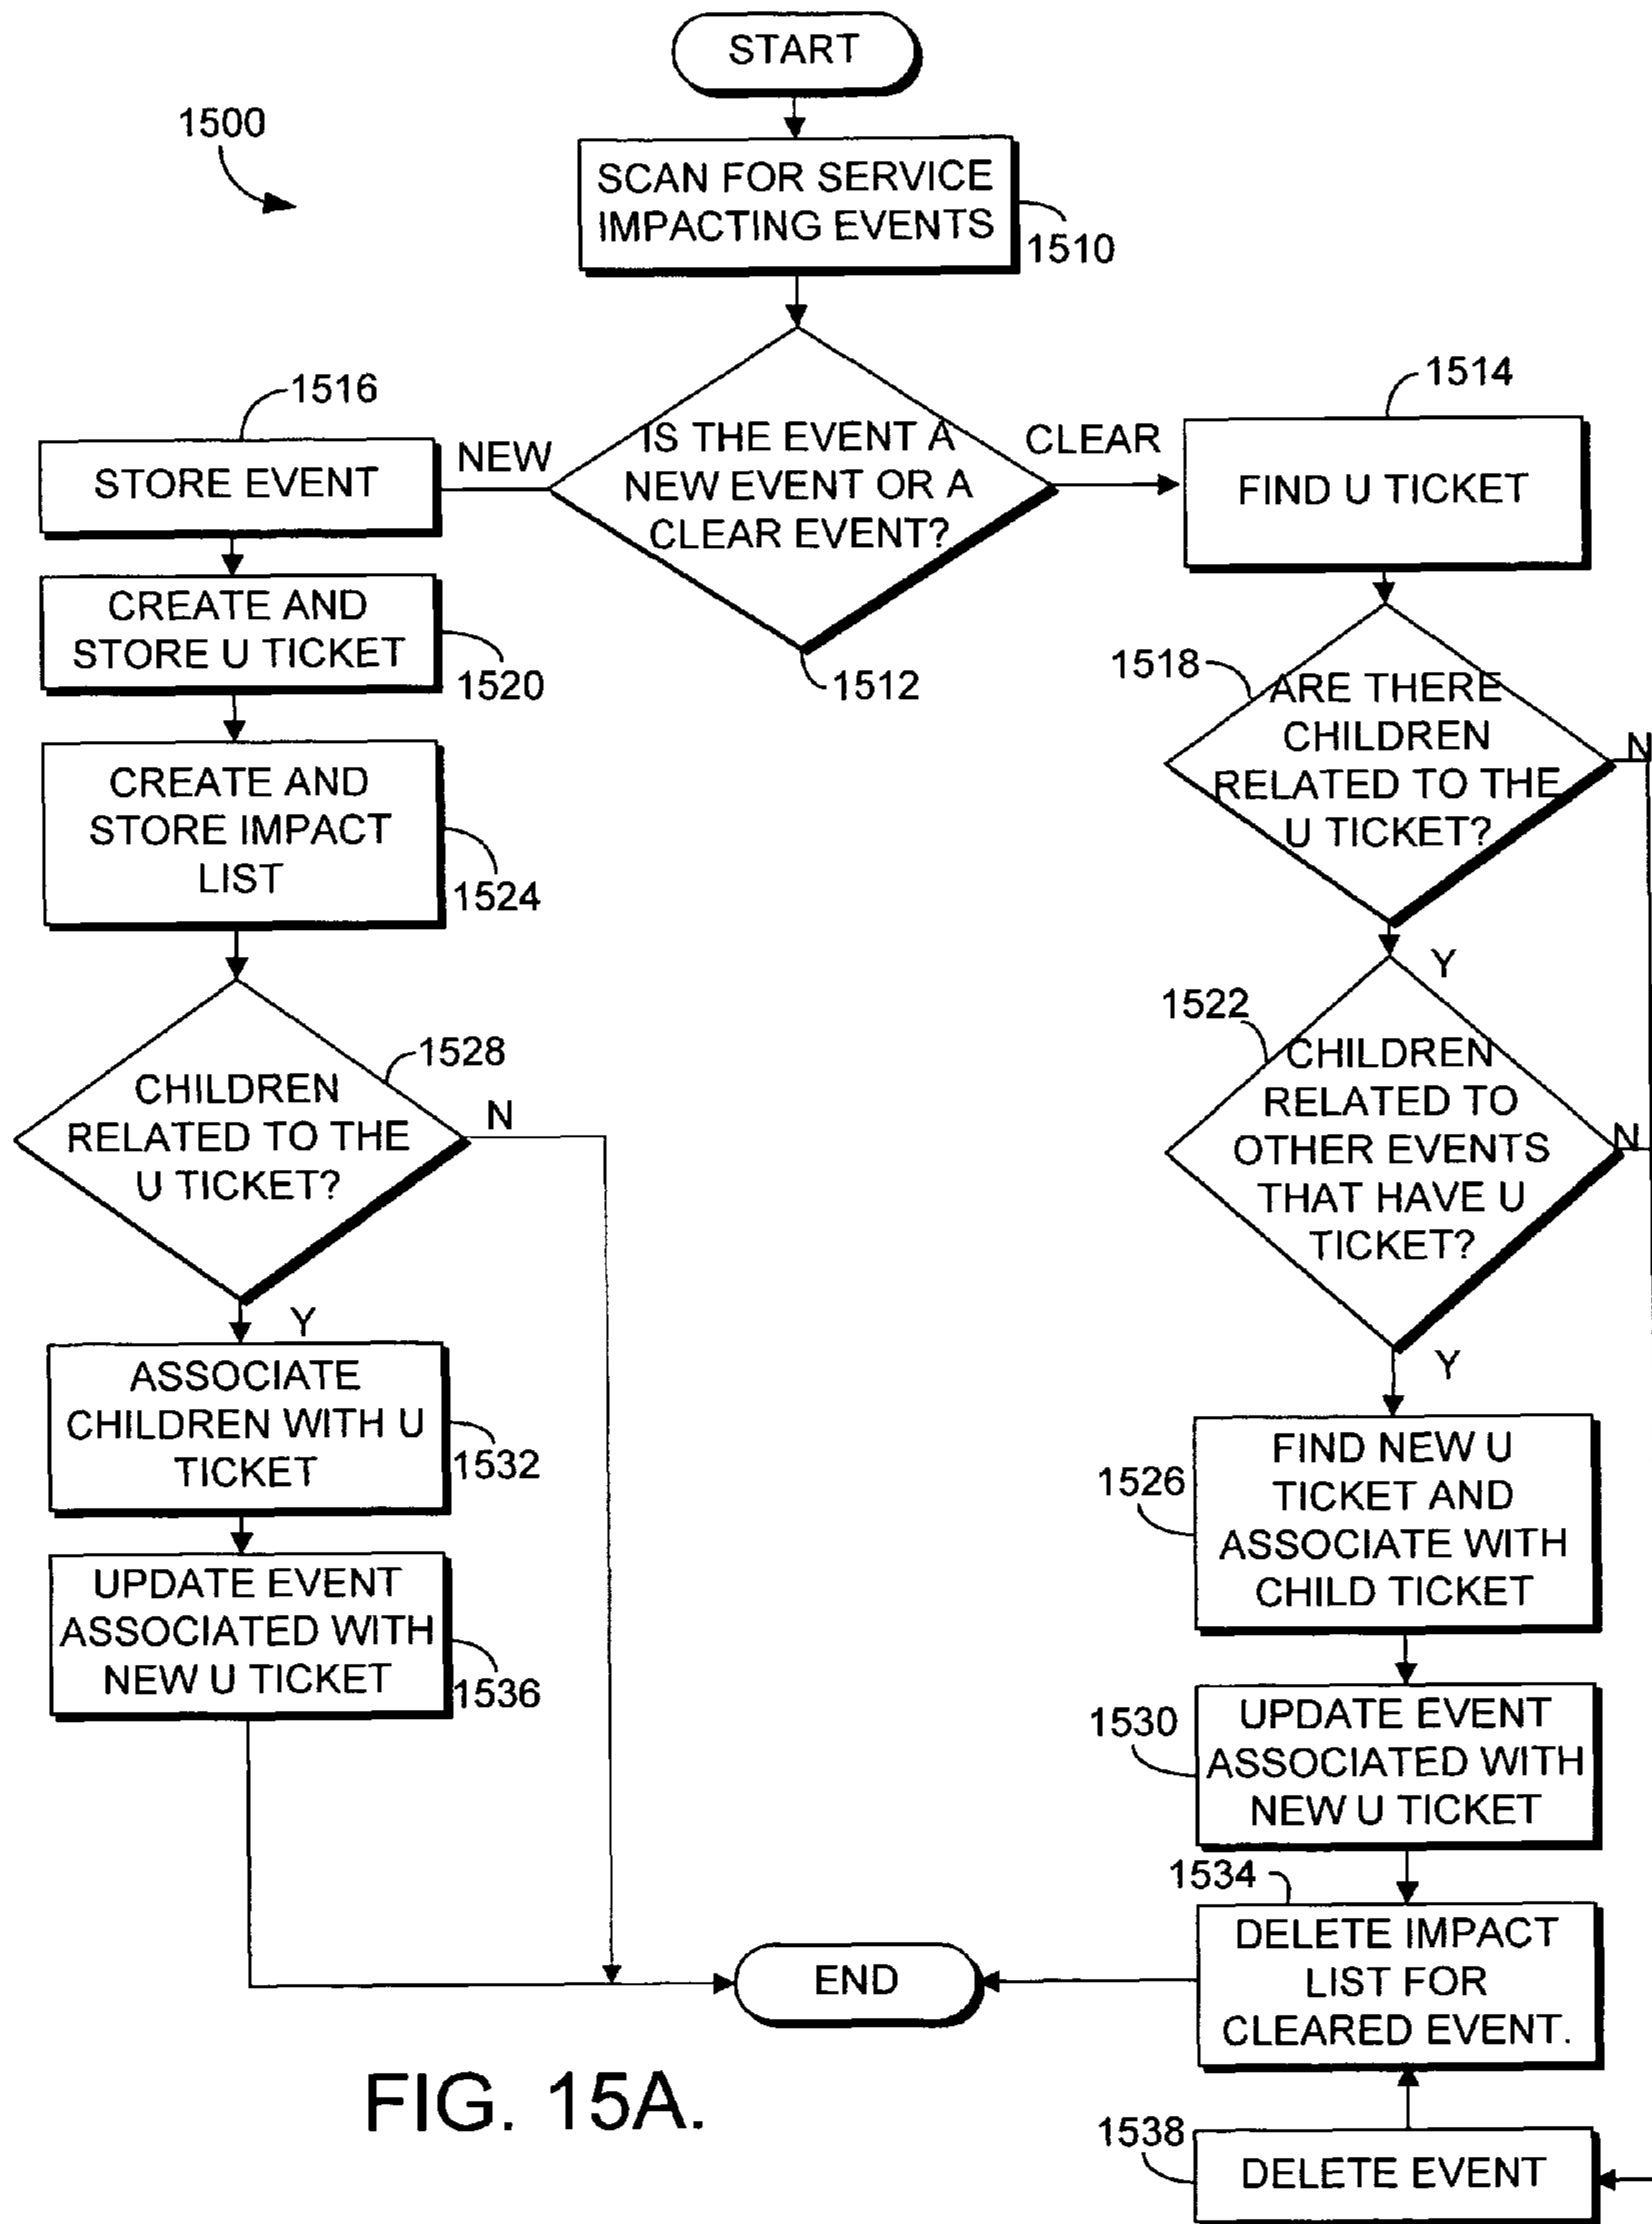 START
1500
SCAN FOR SERVICE
IMPACTING EVENTS
1510
IS THE EVENT A
NEW EVENT OR A
CLEAR EVENT?
1512
NEW
CLEAR
1516
STORE EVENT
CREATE AND
STORE U TICKET
1520
CREATE AND
STORE IMPACT
LIST
1524
CHILDREN
RELATED TO THE
U TICKET?
1528
N
Y
ASSOCIATE
CHILDREN WITH U
TICKET
1532
UPDATE EVENT
ASSOCIATED WITH
NEW U TICKET
1536
1514
FIND U TICKET
1518
ARE THERE
CHILDREN
RELATED TO THE
U TICKET?
N
Y
1522
CHILDREN
RELATED TO
OTHER EVENTS
THAT HAVE U
TICKET?
N
Y
1526
FIND NEW U
TICKET AND
ASSOCIATE WITH
CHILD TICKET
1530
UPDATE EVENT
ASSOCIATED WITH
NEW U TICKET
1534
DELETE IMPACT
LIST FOR
CLEARED EVENT.
END
1538
DELETE EVENT
FIG. 15A.